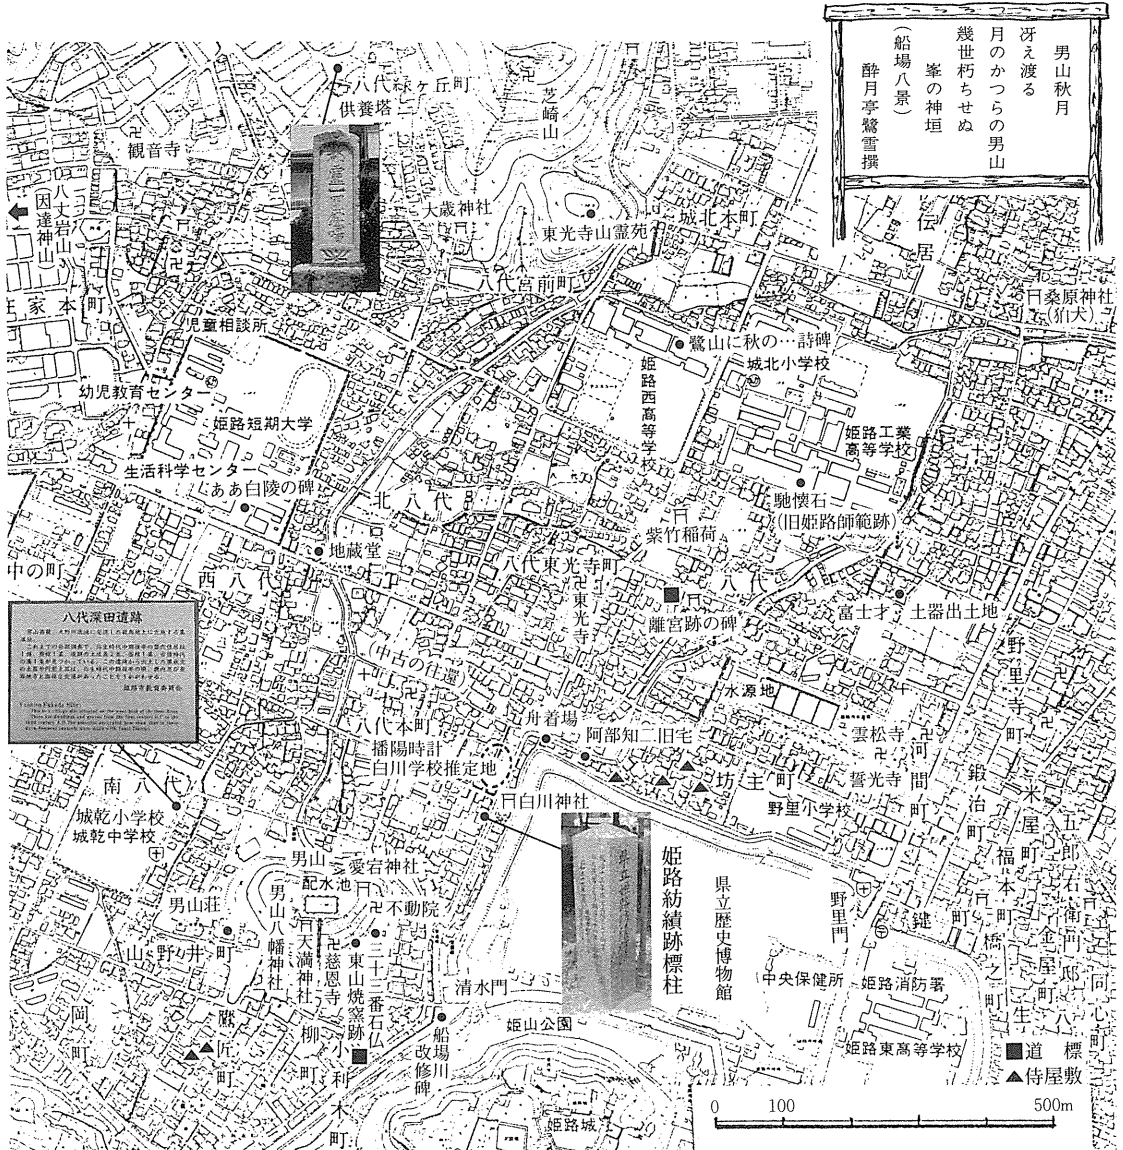 男山秋月
冴え渡る
月のかつらの男山
幾世朽ちせぬ
峯の神垣
(船場八景)
酔月亭鷺雪撰
八代緑ヶ丘町
供養塔
芝崎山
卍
観音寺
八丈岩山
(因達神山)
大歳神社
東光寺山霊苑
城北本町
伝居
桑原神社
(狛犬)
八代宮前町
庄家本町
児童相談所
鷺山に秋の…詩碑
城北小学校
姫路西高等学校
幼児教育センター
姫路短期大学
姫路工業
高等学校
生活科学センター
ああ白陵の碑
北八代
馳懐石
(旧姫路師範跡)
紫竹稲荷
地蔵堂
中の町
西八代
八代東光寺町
卍東光寺
八代
離宮跡の碑
富士才
土器出土地
野里寺町
八代深田遺跡
姫路市教育委員会
(中古の往還)
水源地
舟着場
阿部知二旧宅
八代本町
播陽時計
白川学校推定地
雲松寺
卍
誓光寺
河間町
坊主町
野里小学校
鍛冶町
米屋町
白川神社
南八代
城乾小学校
城乾中学校
男山
配水池
愛宕神社
卍不動院
姫路紡績跡標柱
県立歴史博物館
野里門
鍵町
福本町
橋之町
五郎右衛門邸
金屋町
同心町
八代
生
男山荘
山野井町
男山八幡神社
天満神社
卍慈恩寺
東山焼窯跡
三十三番石仏
清水門
姫山公園
中央保健所
姫路消防署
姫路東高等学校
岡町
鷹匠町
柳町
小利木町
船場川
改修碑
姫路城
道標
侍屋敷
0 100 500m